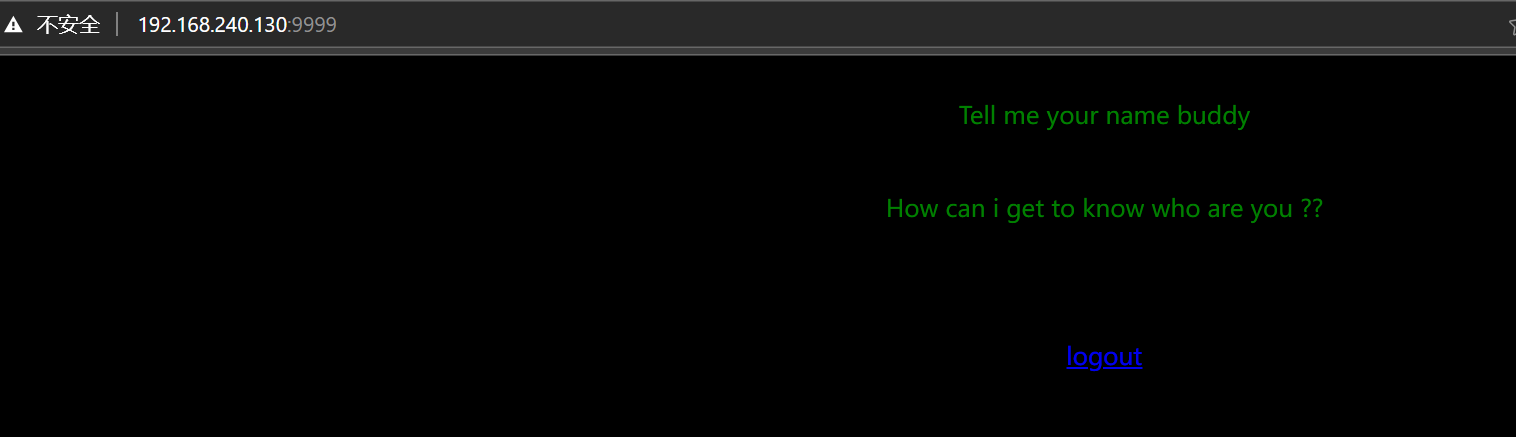 不安全 192.168.240.130:9999
Tell me your name buddy
How can i get to know who are you ??
logout